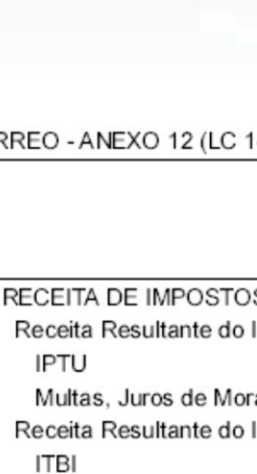 RREO - ANEXO 12 (LC
RECEITA DE IMPOSTOS
Receita Resultante do
IPTU
Multas, Juros de Mora
Receita Resultante do
ITBI